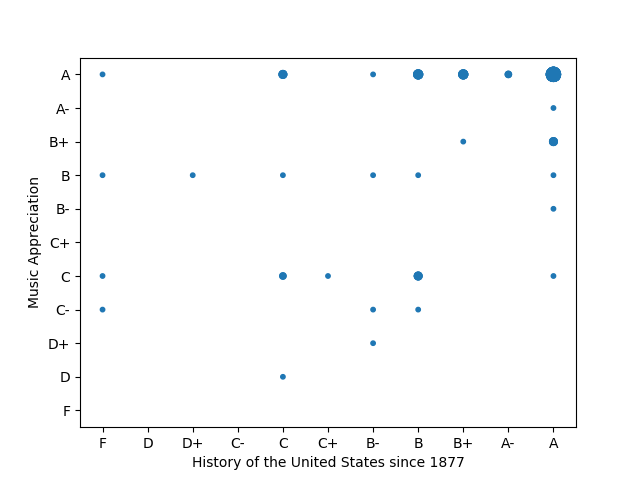 A
A-
B+
B
B-
C+
C
C-
D+
D
F
Music Appreciation
F D D+ C- C C+ B- B B+ A- A
History of the United States since 1877